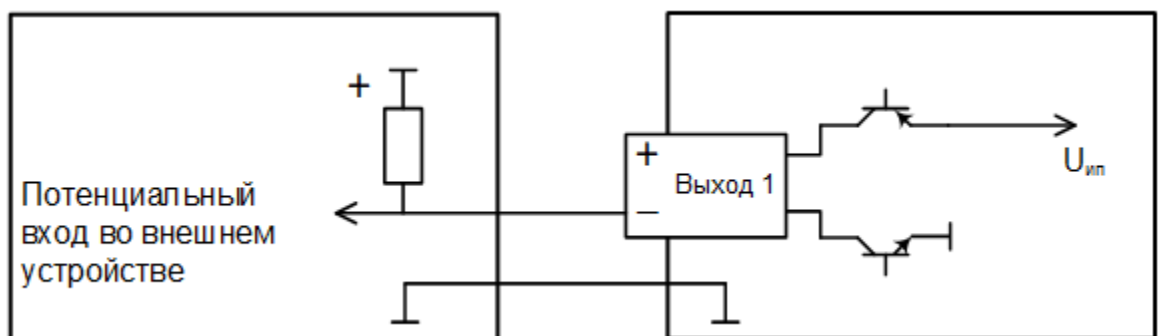 +
Потенциальный
вход во внешнем
устройстве
+
Выход 1
–
Uип